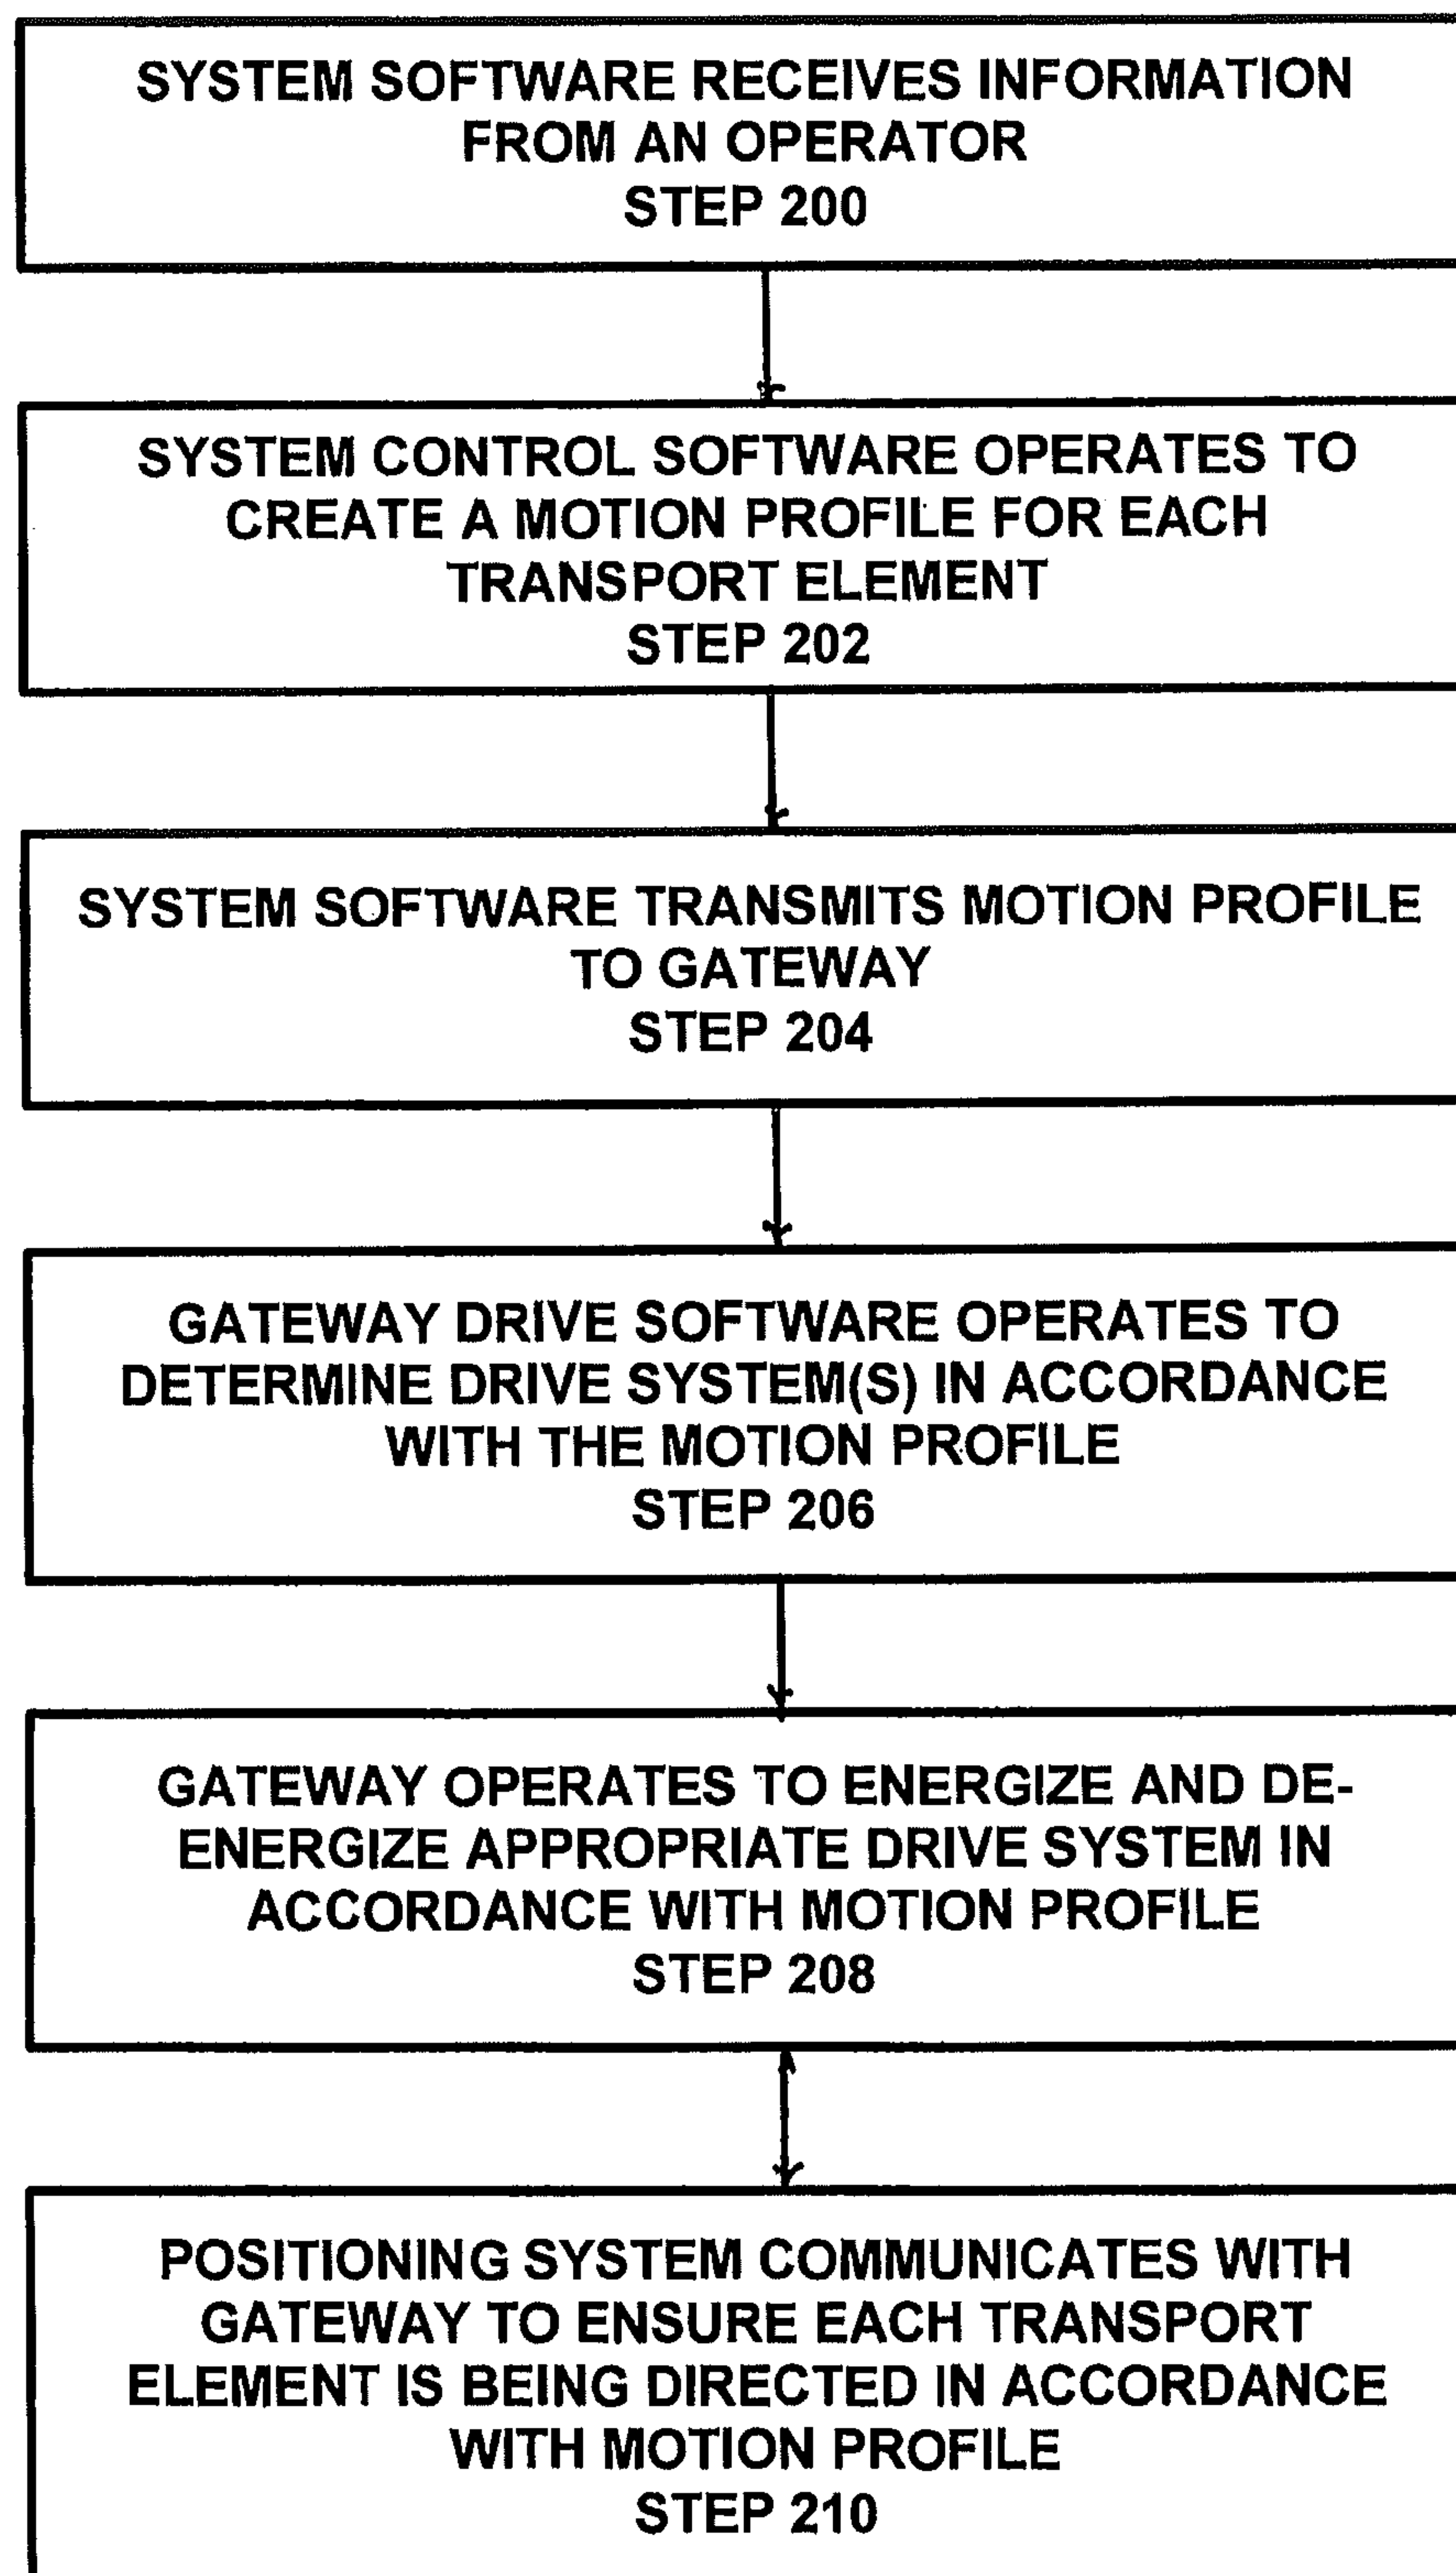 SYSTEM SOFTWARE RECEIVES INFORMATION
FROM AN OPERATOR
STEP 200
SYSTEM CONTROL SOFTWARE OPERATES TO
CREATE A MOTION PROFILE FOR EACH
TRANSPORT ELEMENT
STEP 202
SYSTEM SOFTWARE TRANSMITS MOTION PROFILE
TO GATEWAY
STEP 204
GATEWAY DRIVE SOFTWARE OPERATES TO
DETERMINE DRIVE SYSTEM(S) IN ACCORDANCE
WITH THE MOTION PROFILE
STEP 206
GATEWAY OPERATES TO ENERGIZE AND DE-
ENERGIZE APPROPRIATE DRIVE SYSTEM IN
ACCORDANCE WITH MOTION PROFILE
STEP 208
POSITIONING SYSTEM COMMUNICATES WITH
GATEWAY TO ENSURE EACH TRANSPORT
ELEMENT IS BEING DIRECTED IN ACCORDANCE
WITH MOTION PROFILE
STEP 210